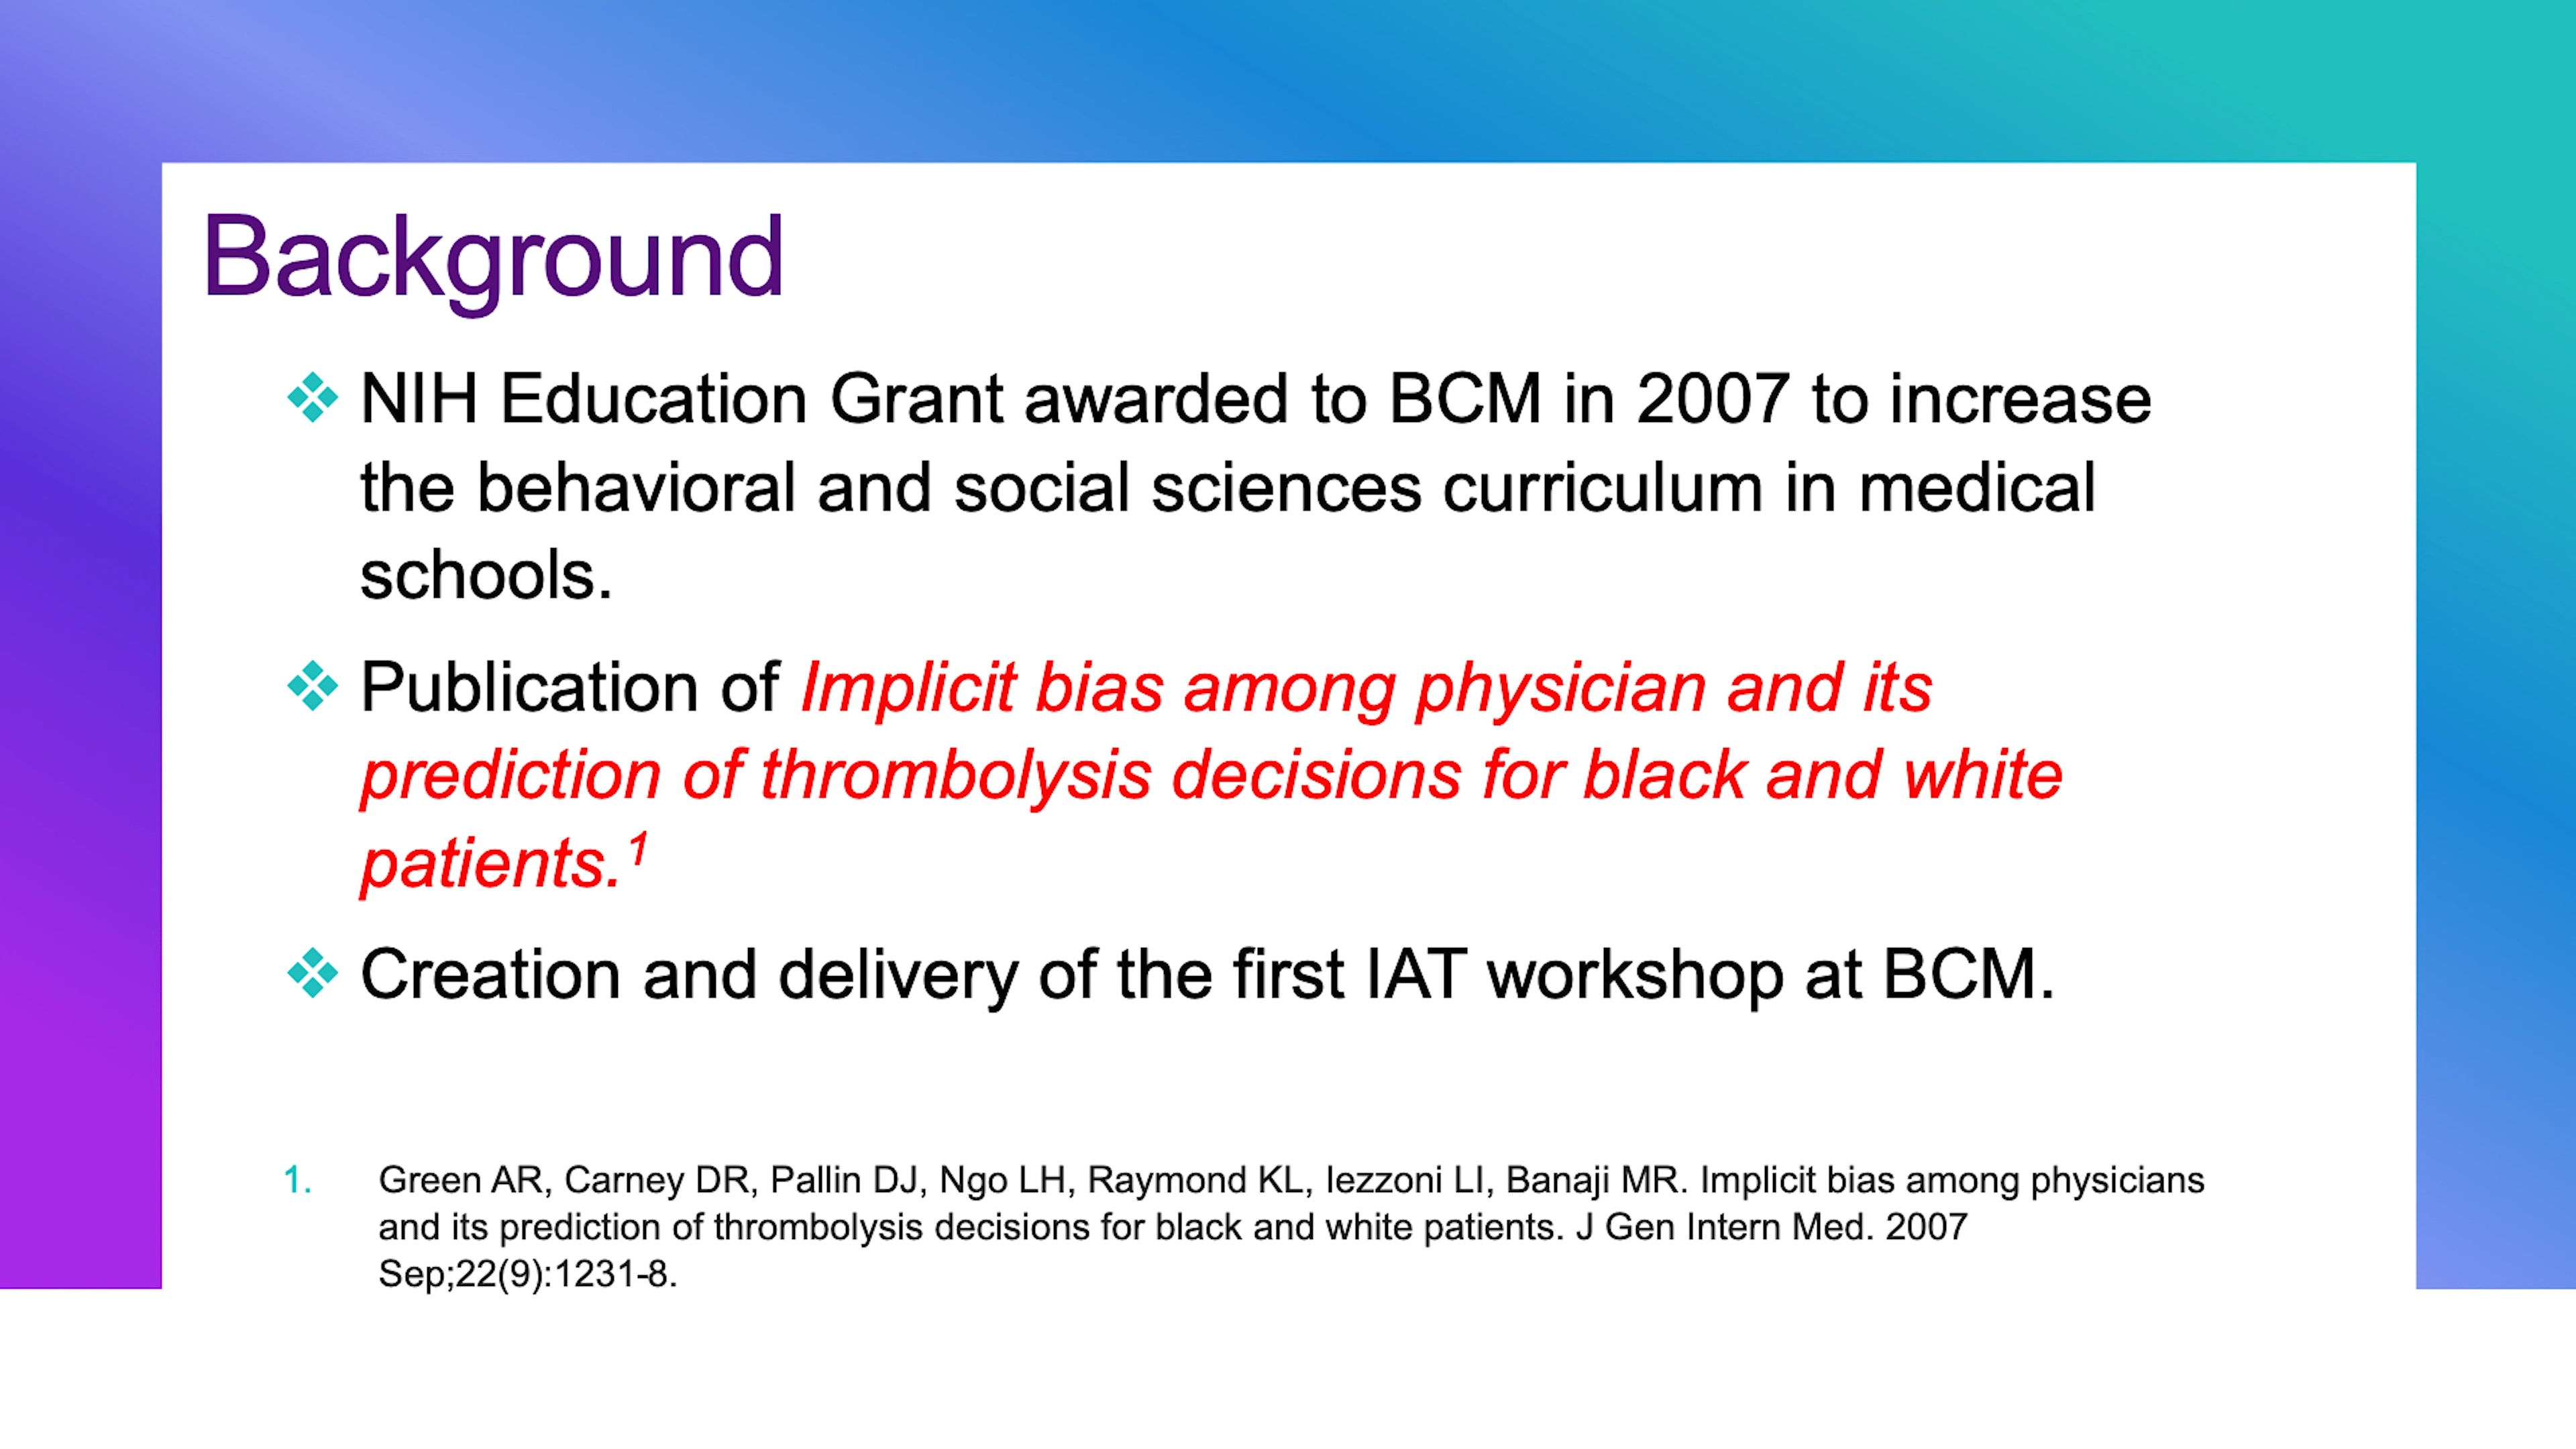 Background
❖ NIH Education Grant awarded to BCM in 2007 to increase
the behavioral and social sciences curriculum in medical
schools.
❖ Publication of Implicit bias among physician and its
prediction of thrombolysis decisions for black and white
patients.1
❖ Creation and delivery of the first IAT workshop at BCM.
1. Green AR, Carney DR, Pallin DJ, Ngo LH, Raymond KL, Iezzoni LI, Banaji MR. Implicit bias among physicians
and its prediction of thrombolysis decisions for black and white patients. J Gen Intern Med. 2007
Sep;22(9):1231-8.